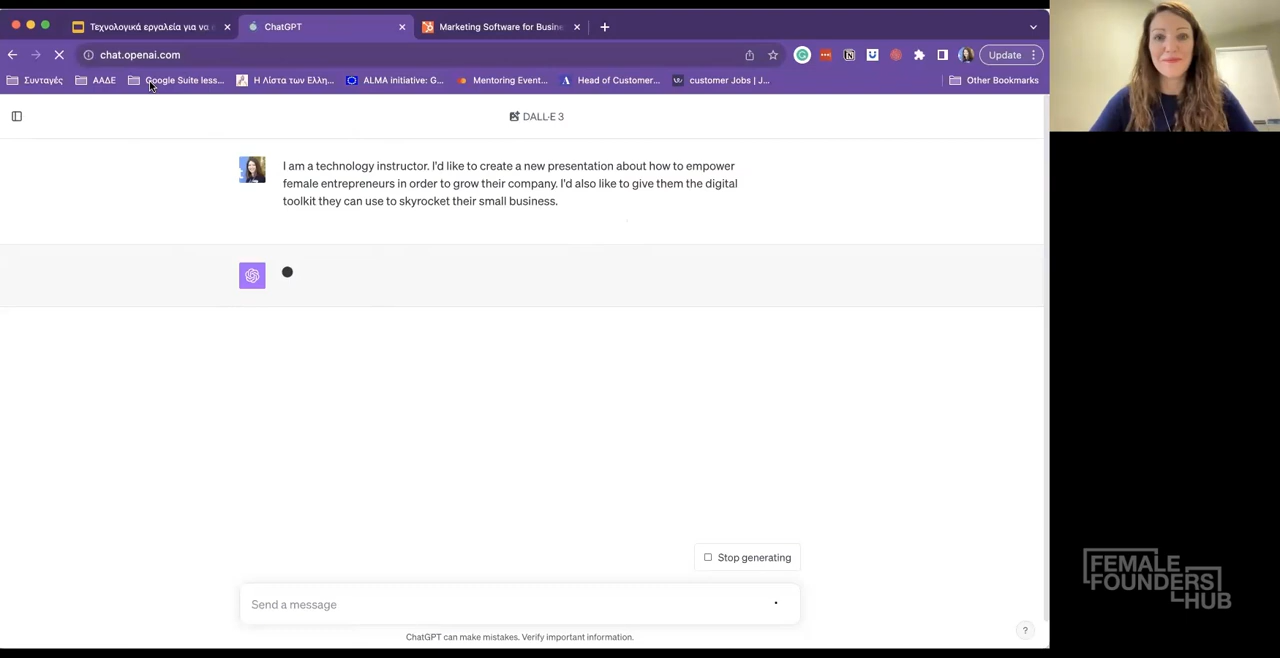 Τεχνολογικά εργαλεία για να
ChatGPT
Marketing Software for Busin
chat.openai.com
Update
Συνταγές
ΑΑΔΕ
Google Suite less...
Η Λίστα των Ελλη...
ALMA initiative: G...
Mentoring Event...
Head of Customer...
customer Jobs | J...
Other Bookmarks
DALL·E 3
I am a technology instructor. I'd like to create a new presentation about how to empower
female entrepreneurs in order to grow their company. I'd also like to give them the digital
toolkit they can use to skyrocket their small business.
Stop generating
Send a message
ChatGPT can make mistakes. Verify important information.
?
FEMALE
FOUNDERS
HUB